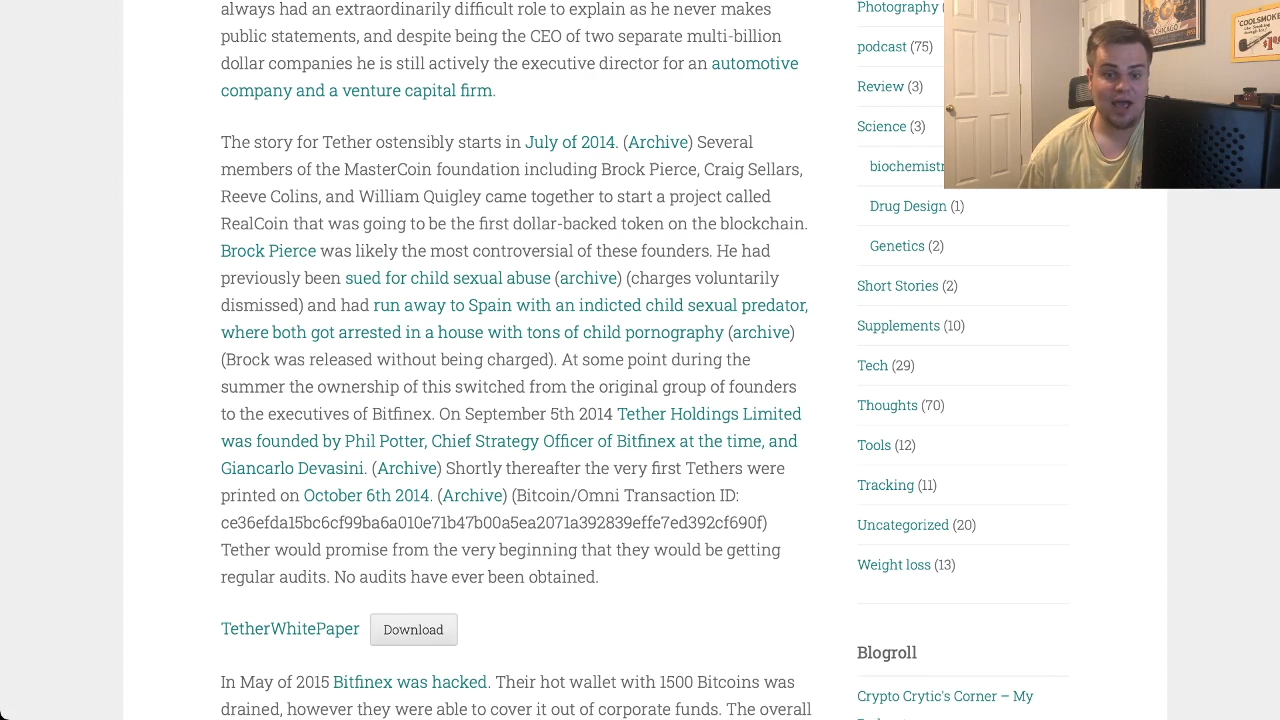 always had an extraordinarily difficult role to explain as he never makes
public statements, and despite being the CEO of two separate multi-billion
dollar companies he is still actively the executive director for an automotive
company and a venture capital firm.
The story for Tether ostensibly starts in July of 2014. (Archive) Several
members of the MasterCoin foundation including Brock Pierce, Craig Sellars,
Reeve Colins, and William Quigley came together to start a project called
RealCoin that was going to be the first dollar-backed token on the blockchain.
Brock Pierce was likely the most controversial of these founders. He had
previously been sued for child sexual abuse (archive) (charges voluntarily
dismissed) and had run away to Spain with an indicted child sexual predator,
where both got arrested in a house with tons of child pornography (archive)
(Brock was released without being charged). At some point during the
summer the ownership of this switched from the original group of founders
to the executives of Bitfinex. On September 5th 2014 Tether Holdings Limited
was founded by Phil Potter, Chief Strategy Officer of Bitfinex at the time, and
Giancarlo Devasini. (Archive) Shortly thereafter the very first Tethers were
printed on October 6th 2014. (Archive) (Bitcoin/Omni Transaction ID:
ce36efda15bc6cf99ba6a010e71b47b00a5ea2071a392839effe7ed392cf690f)
Tether would promise from the very beginning that they would be getting
regular audits. No audits have ever been obtained.
TetherWhitePaper Download
In May of 2015 Bitfinex was hacked. Their hot wallet with 1500 Bitcoins was
drained, however they were able to cover it out of corporate funds. The overall
Photography (
podcast (75)
Review (3)
Science (3)
biochemistr
Drug Design (1)
Genetics (2)
Short Stories (2)
Supplements (10)
Tech (29)
Thoughts (70)
Tools (12)
Tracking (11)
Uncategorized (20)
Weight loss (13)
Blogroll
Crypto Crytic's Corner – My
CHICAGO
"COOLSMOKE